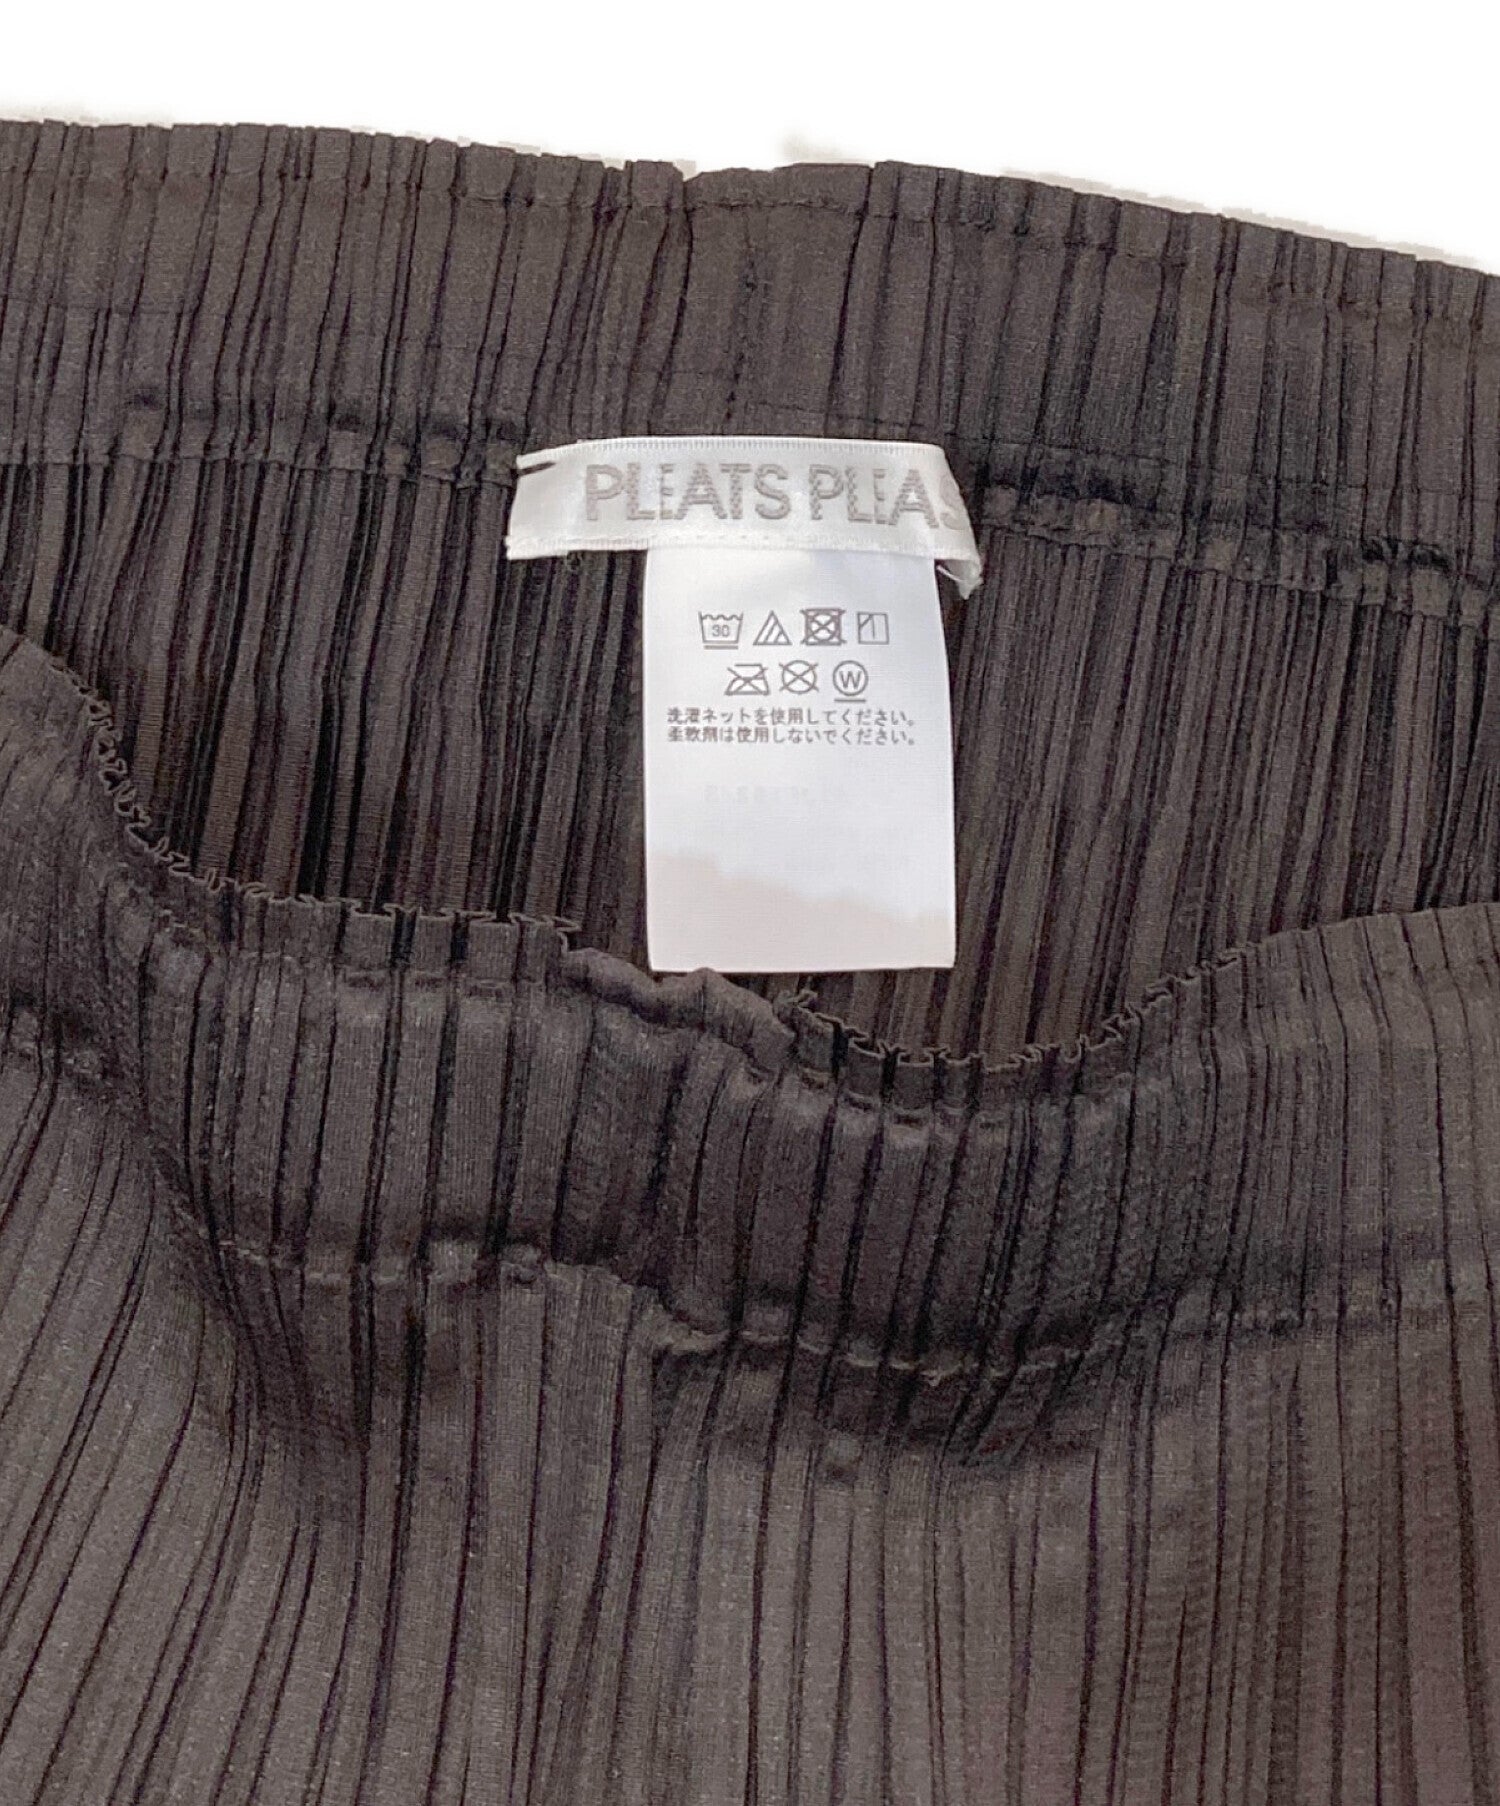 PLEATS PLEAS
30
W
洗濯ネットを使用してください。
柔軟剤は使用しないでください。